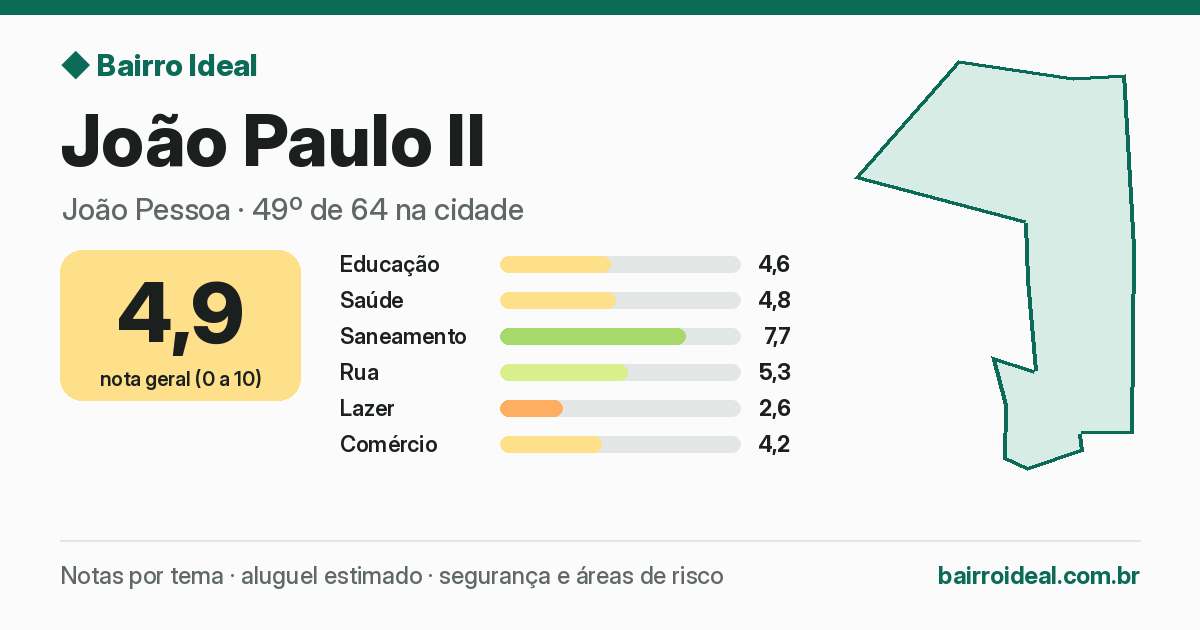 Bairro Ideal
João Paulo II
João Pessoa · 49º de 64 na cidade
4,9
nota geral (0 a 10)
Educação 4,6
Saúde 4,8
Saneamento 7,7
Rua 5,3
Lazer 2,6
Comércio 4,2
Notas por tema · aluguel estimado · segurança e áreas de risco
bairroideal.com.br